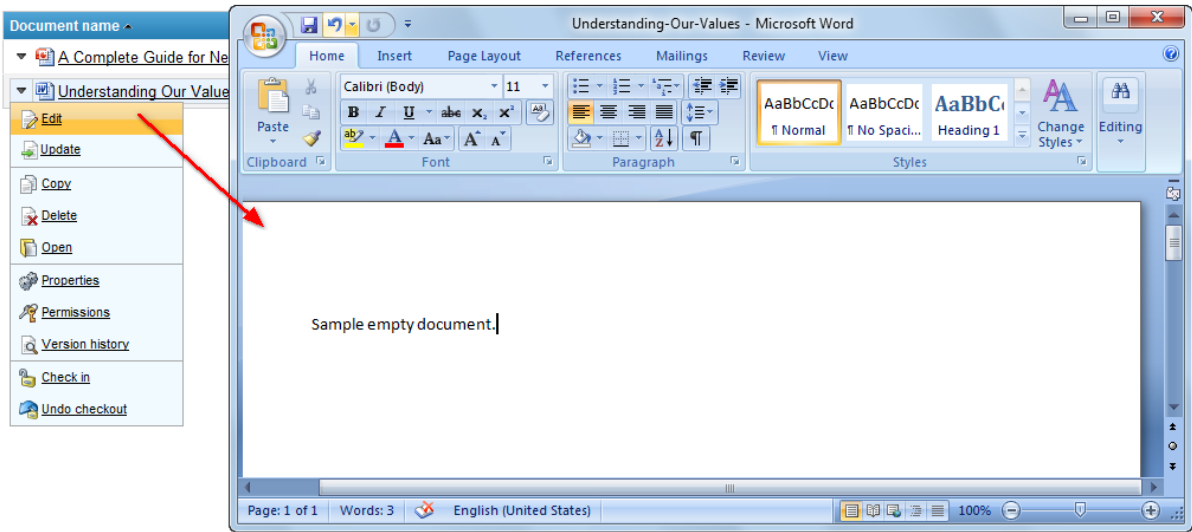 Document name
A Complete Guide for Ne
Understanding Our Value
Edit
Update
Copy
Delete
Open
Properties
Permissions
Version history
Check in
Undo checkout
Understanding-Our-Values - Microsoft Word
Home Insert Page Layout References Mailings Review View
Calibri (Body) 11
B I U abc x₂ x² Aa
ab A Aa A A
Paste
Clipboard Font Paragraph Styles
AaBbCcDc AaBbCcDc AaBbC
¶ Normal ¶ No Spaci... Heading 1
Change Styles
Editing
Sample empty document.
Page: 1 of 1 Words: 3 English (United States) 100%